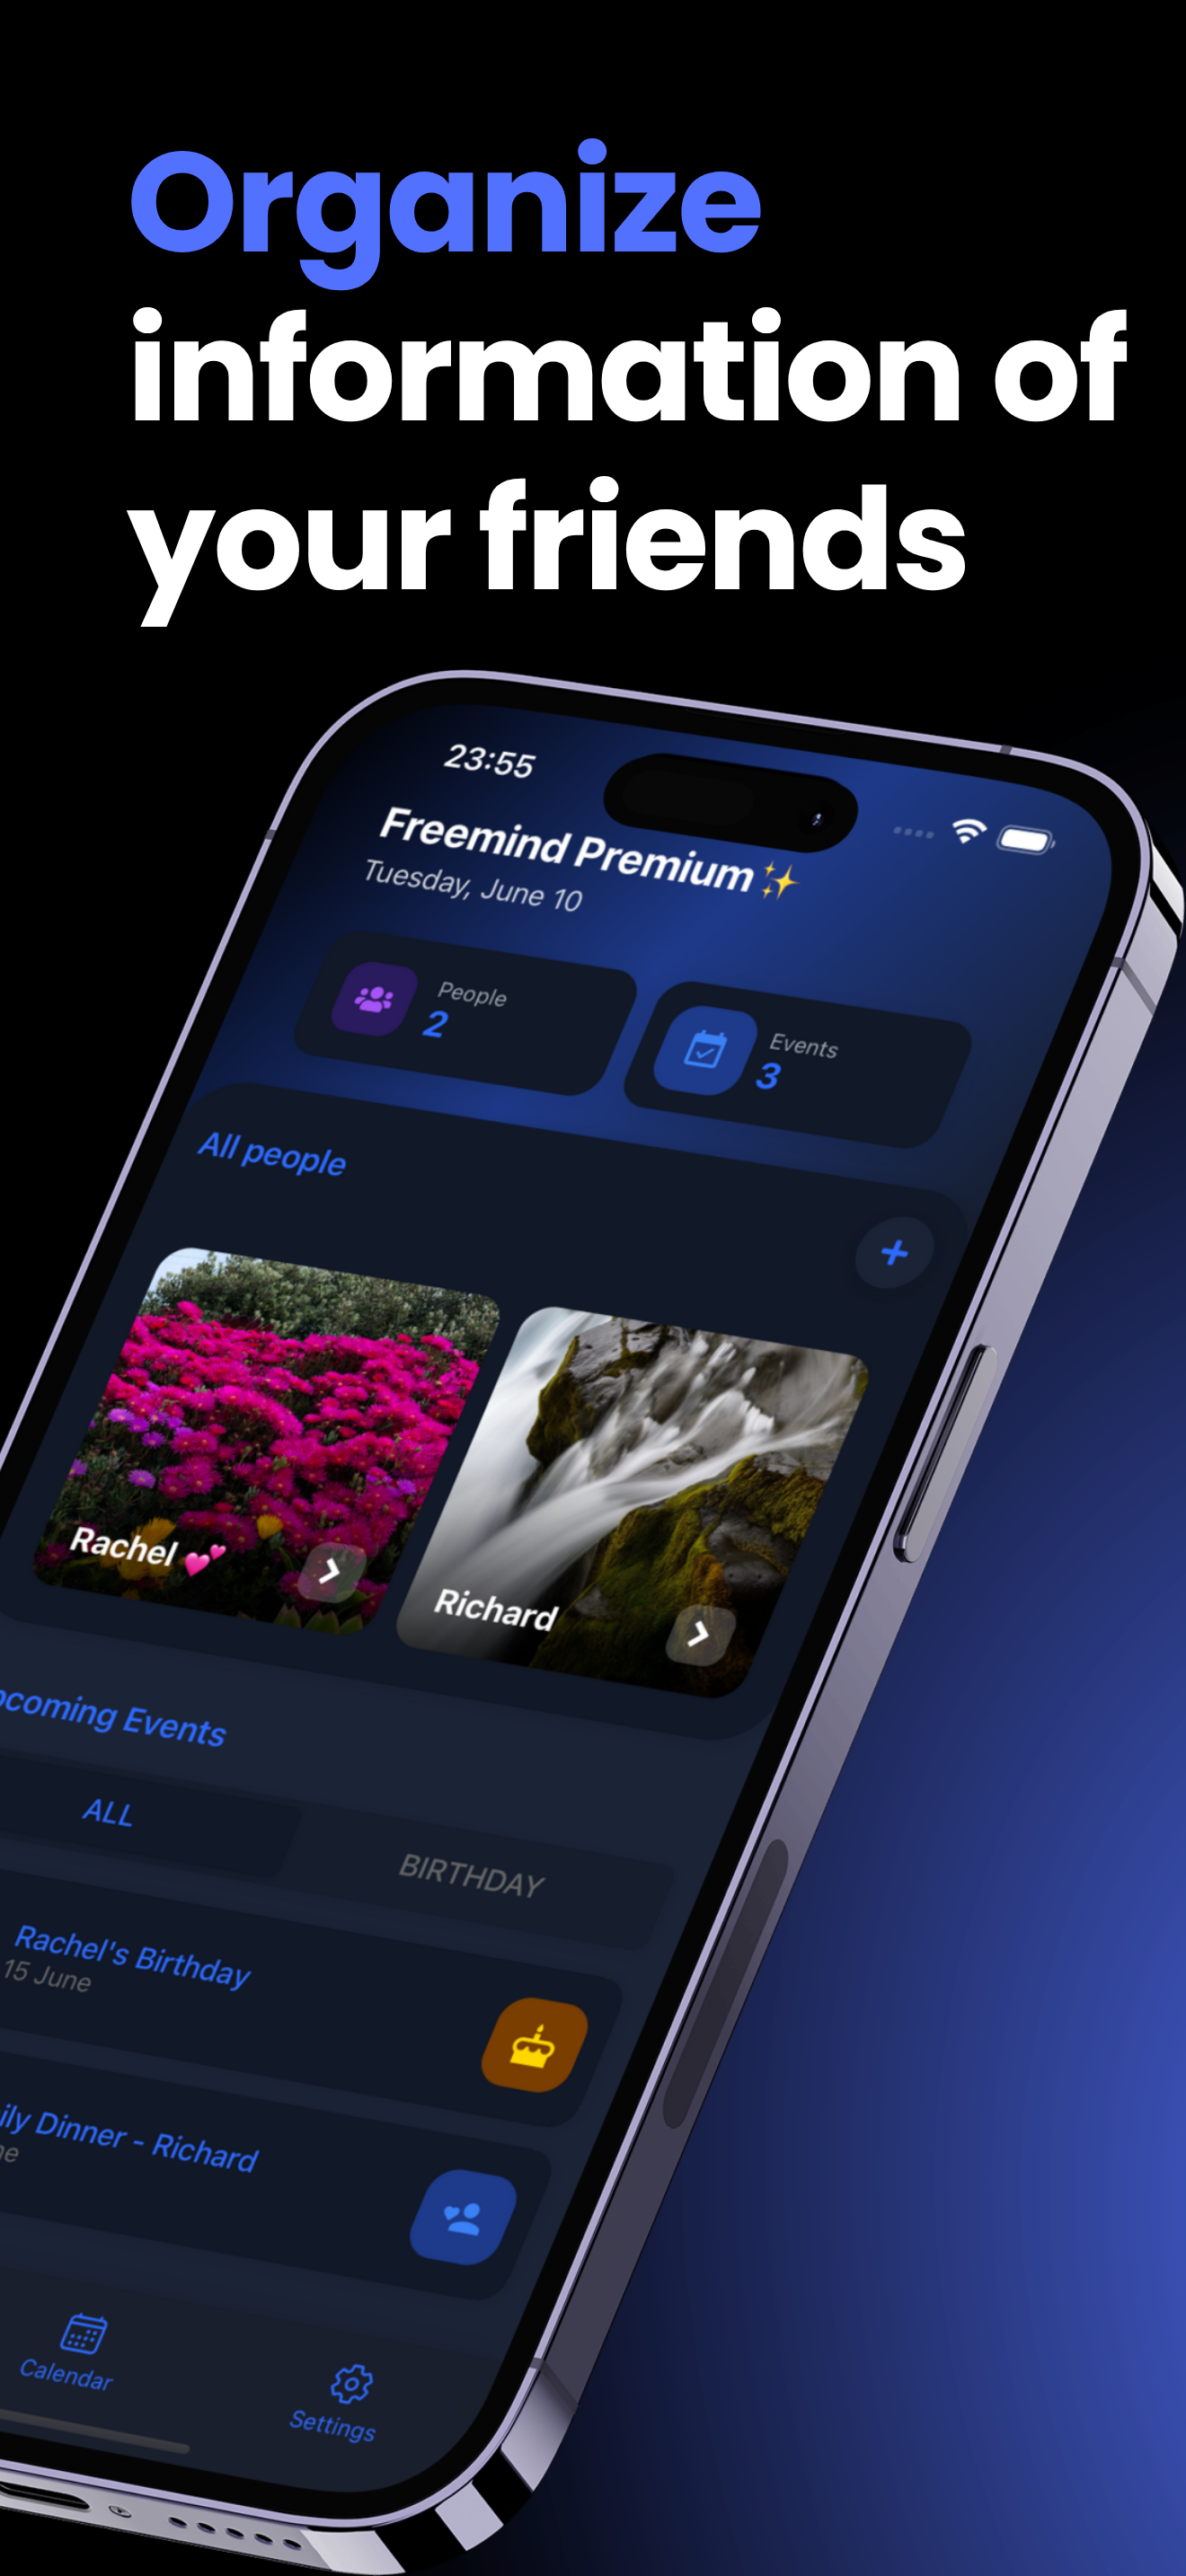 Organize
information of
your friends
23:55
Freemind Premium ✨
Tuesday, June 10
People
2
Events
3
All people
+
Rachel 💕
Richard
pcoming Events
ALL
BIRTHDAY
Rachel's Birthday
15 June
ily Dinner - Richard
ne
Calendar
Settings